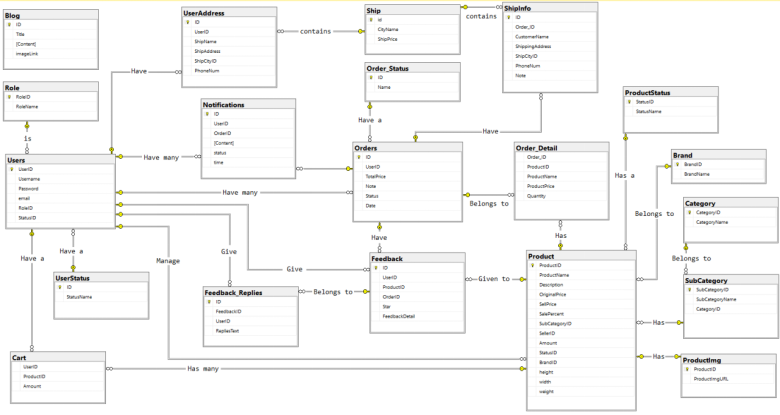 Blog
ID
Title
[Content]
imageLink
Role
RoleID
RoleName
is
Users
UserID
Username
Password
email
RoleID
StatusID
UserAddress
ID
UserID
ShipName
ShipAddress
ShipCityID
PhoneNum
contains
Have
Ship
id
CityName
ShipPrice
contains
ShipInfo
ID
Order_ID
CustomerName
ShippingAddress
ShipCityID
PhoneNum
Note
Order_Status
ID
Name
Have a
Have
Notifications
ID
UserID
OrderID
[Content]
status
time
Have many
Have many
Orders
ID
UserID
TotalPrice
Note
Status
Date
Belongs to
Order_Detail
Order_ID
ProductID
ProductName
ProductPrice
Quantity
Has
ProductStatus
StatusID
StatusName
Has a
Brand
BrandID
BrandName
Belongs to
Category
CategoryID
CategoryName
Belongs to
SubCategory
SubCategoryID
SubCategoryName
CategoryID
Has
ProductImg
ProductID
ProductImgURL
Has
Product
ProductID
ProductName
Description
OriginalPrice
SellPrice
SalePercent
SubCategoryID
SellerID
Amount
StatusID
BrandID
height
width
weight
Given to
Feedback
ID
UserID
ProductID
OrderID
Star
FeedbackDetail
Have
Give
Give
Belongs to
Feedback_Replies
ID
FeedbackID
UserID
RepliesText
Manage
Have a
Have a
UserStatus
ID
StatusName
Cart
UserID
ProductID
Amount
Has many